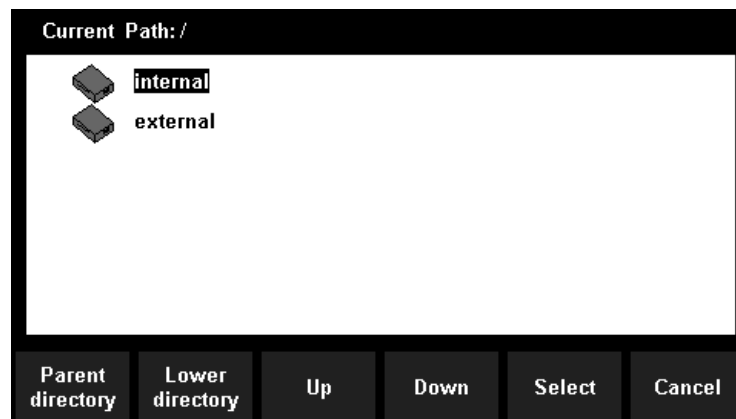 Current Path: /
internal
external
Parent directory
Lower directory
Up
Down
Select
Cancel